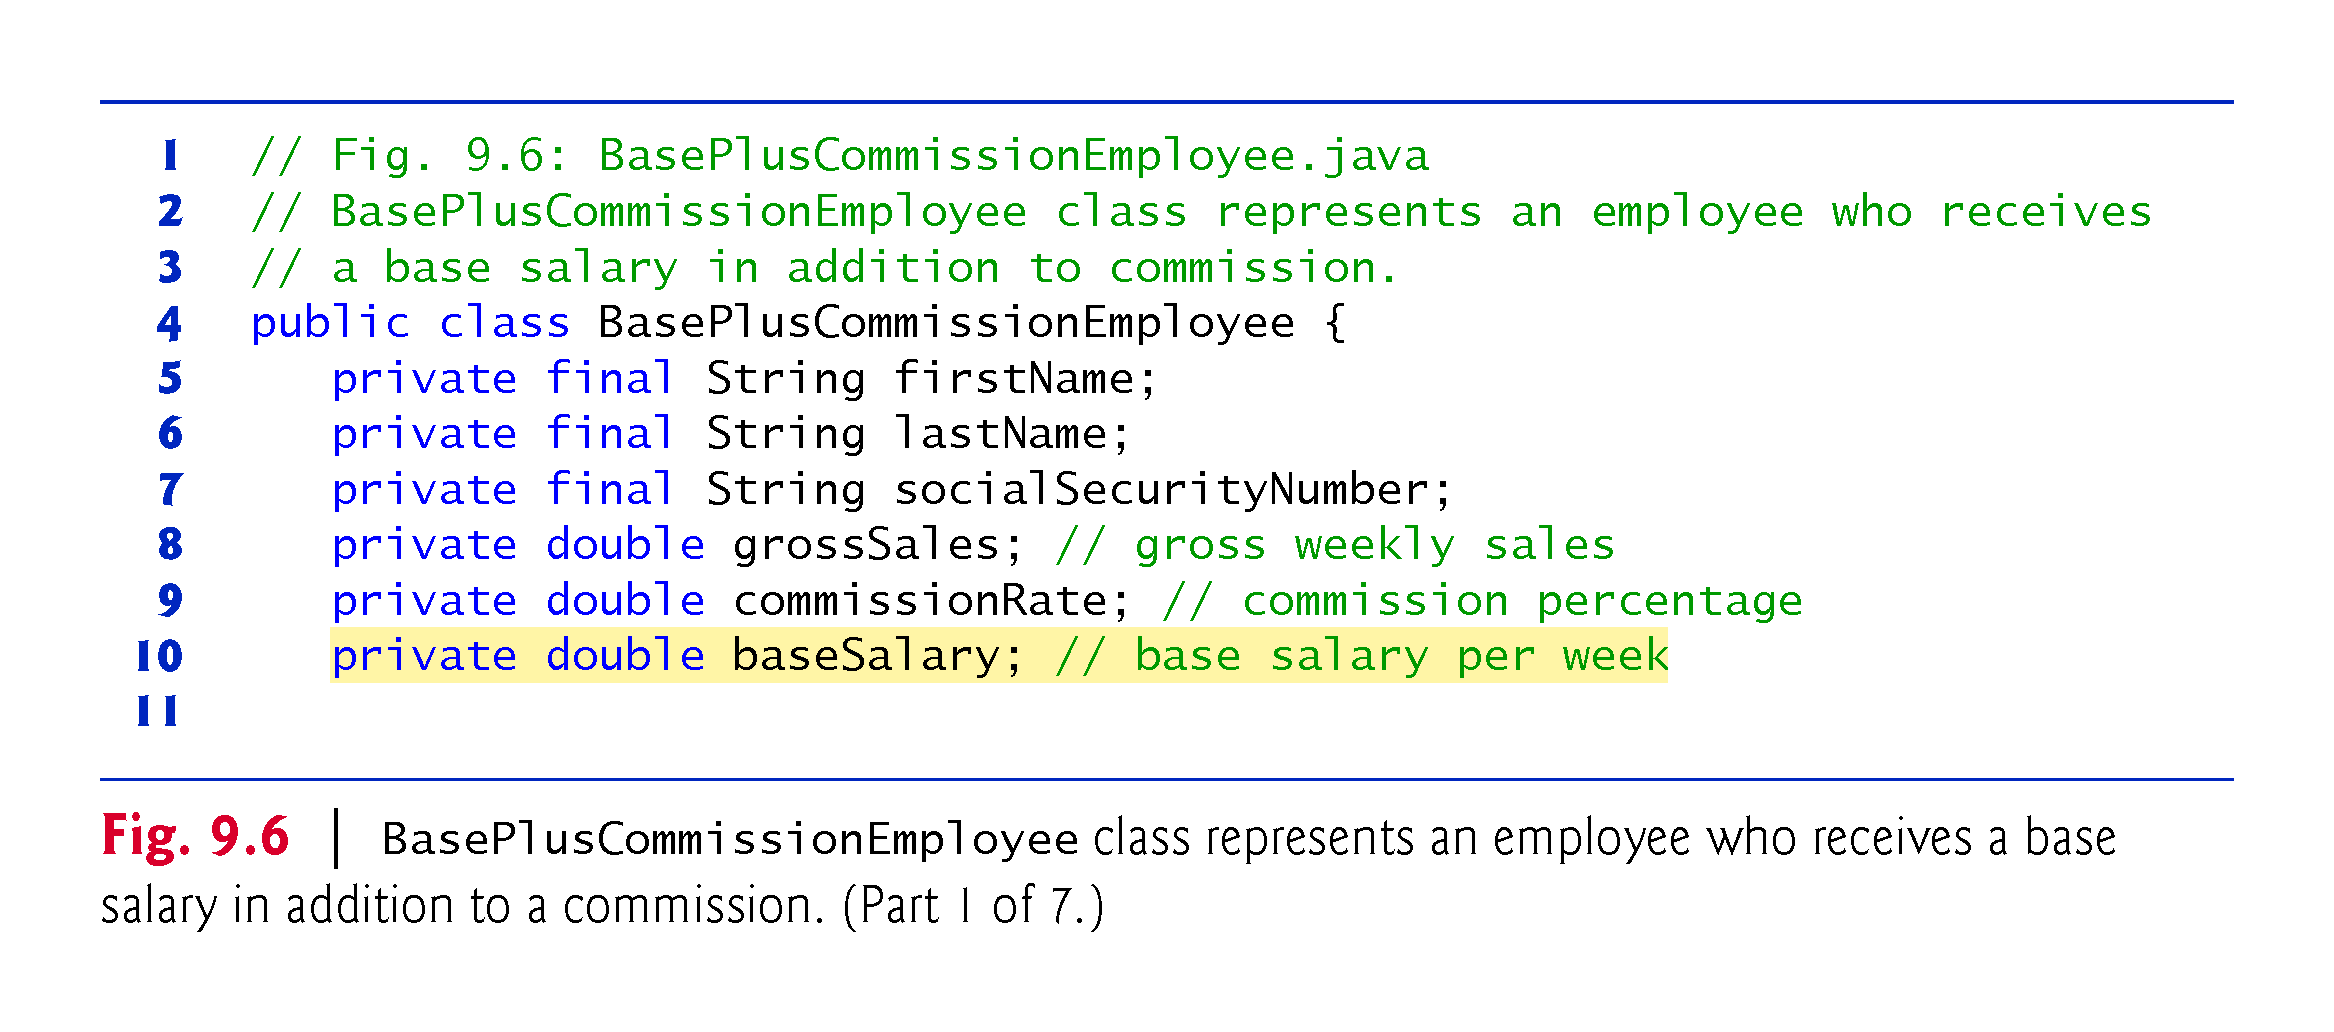 1 // Fig. 9.6: BasePlusCommissionEmployee.java
2 // BasePlusCommissionEmployee class represents an employee who receives
3 // a base salary in addition to commission.
4 public class BasePlusCommissionEmployee {
5 private final String firstName;
6 private final String lastName;
7 private final String socialSecurityNumber;
8 private double grossSales; // gross weekly sales
9 private double commissionRate; // commission percentage
10 private double baseSalary; // base salary per week
11
Fig. 9.6 | BasePlusCommissionEmployee class represents an employee who receives a base
salary in addition to a commission. (Part 1 of 7.)